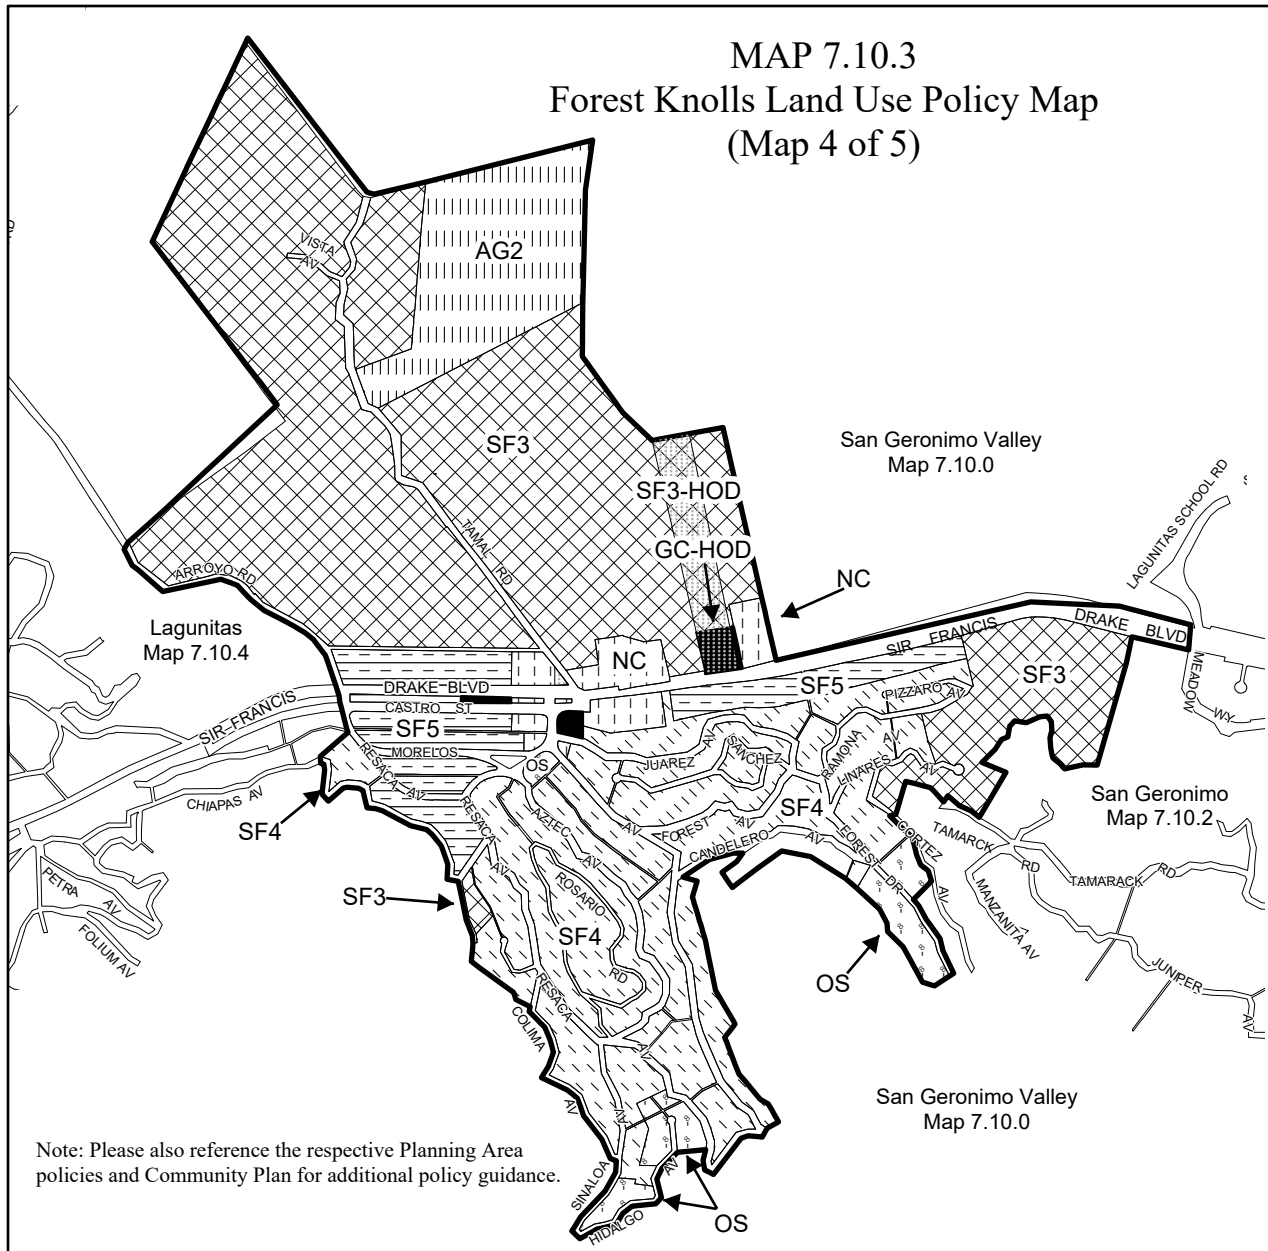 MAP 7.10.3
Forest Knolls Land Use Policy Map
(Map 4 of 5)
VISTA
AV
AG2
SF3
San Geronimo Valley
Map 7.10.0
SF3-HOD
GC-HOD
NC
LAGUNITAS SCHOOL RD
TAMAL RD
ARROYO RD
Lagunitas
Map 7.10.4
NC
SIR FRANCIS
DRAKE BLVD
SF3
MEADOW
WY
DRAKE BLVD
CASTRO ST
SF5
SF5
PIZZARO AV
SIR FRANCIS
MORELOS
OS
RESACA AV
JUAREZ
AV
SANCHEZ
RAMONA
LINARES
AV
AV
CHIAPAS AV
SF4
RESACA
AV
AZTEC
AV
AV
FOREST
AV
SF4
CANDELERO
AV
FOREST
DR
CORTEZ
AV
San Geronimo
Map 7.10.2
TAMARCK
RD
TAMARACK
RD
MANZANITA AV
JUNIPER
AV
PETRA
AV
FOLIUM AV
SF3
ROSARIO
RD
SF4
OS
RESACA
COLIMA
AV
AV
AV
San Geronimo Valley
Map 7.10.0
Note: Please also reference the respective Planning Area
policies and Community Plan for additional policy guidance.
SINALOA
HIDALGO
AV
OS